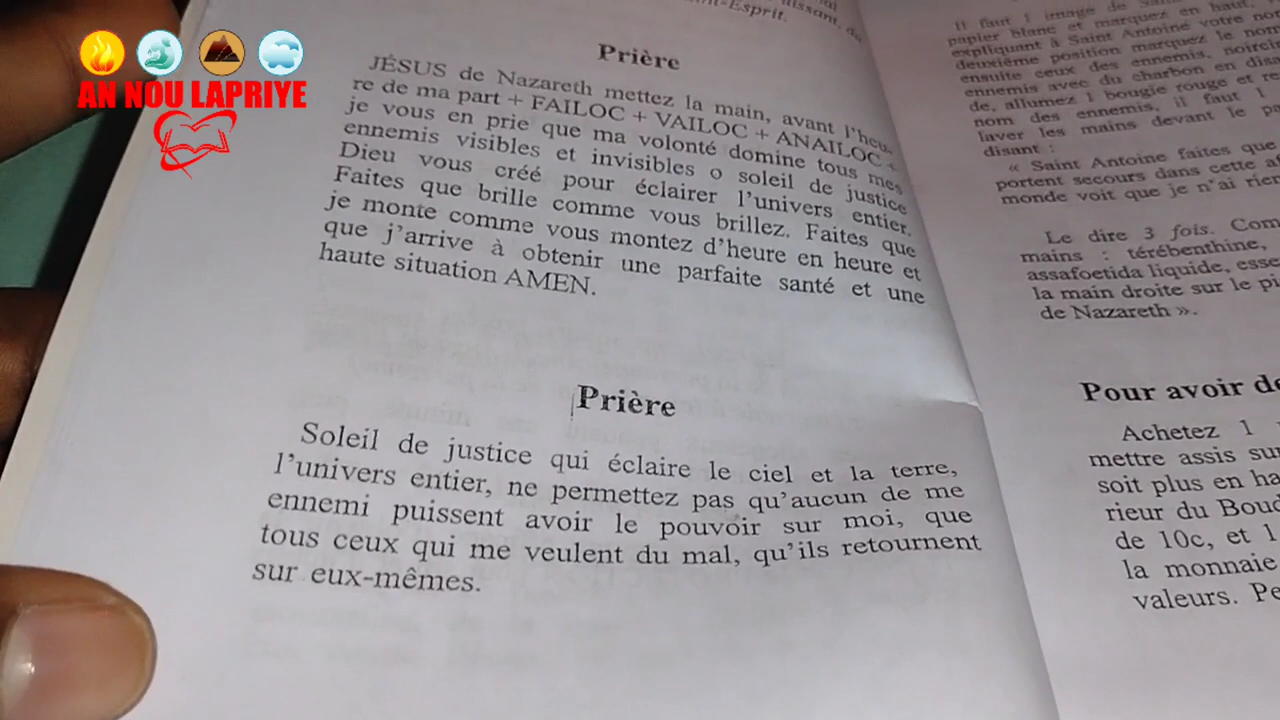 AN NOU LAPRIYE
nt-Esprit.
Prière
JÉSUS de Nazareth mettez la main, avant l'heu-
re de ma part + FAILOC + VAILOC + ANAILOC +
je vous en prie que ma volonté domine tous mes
ennemis visibles et invisibles o soleil de justice
Dieu vous créé pour éclairer l'univers entier.
Faites que brille comme vous brillez. Faites que
je monte comme vous montez d'heure en heure et
que j'arrive à obtenir une parfaite santé et une
haute situation AMEN.
Prière
Soleil de justice qui éclaire le ciel et la terre,
l'univers entier, ne permettez pas qu'aucun de me
ennemi puissent avoir le pouvoir sur moi, que
tous ceux qui me veulent du mal, qu'ils retournent
sur eux-mêmes.
il faut 1 image de
papier blanc et marquez en haut,
expliquant à Saint Antoine votre nom
deuxième position marquez le nom
ensuite ceux des ennemis, noircir
ennemis avec du charbon en disa
de, allumez 1 bougie rouge et re
nom des ennemis, il faut 1
laver les mains devant le p
disant :
« Saint Antoine faites que
portent secours dans cette a
monde voit que je n'ai rien
Le dire 3 fois. Com
mains : térébenthine,
assafoetida liquide, esse
la main droite sur le pi
de Nazareth ».
Pour avoir de
Achetez 1
mettre assis sur
soit plus en ha
rieur du Boud
de 10c, et 1
la monnaie
valeurs. Pe